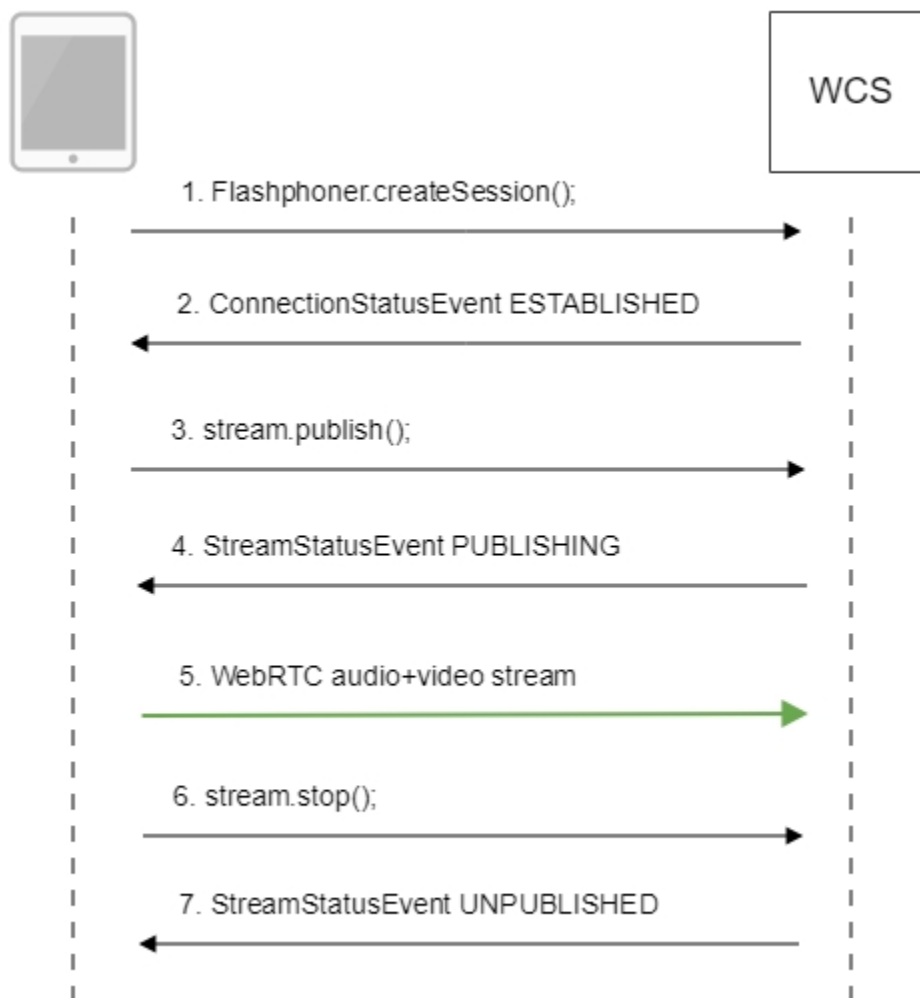 WCS
1. Flashphoner.createSession();
2. ConnectionStatusEvent ESTABLISHED
3. stream.publish();
4. StreamStatusEvent PUBLISHING
5. WebRTC audio+video stream
6. stream.stop();
7. StreamStatusEvent UNPUBLISHED